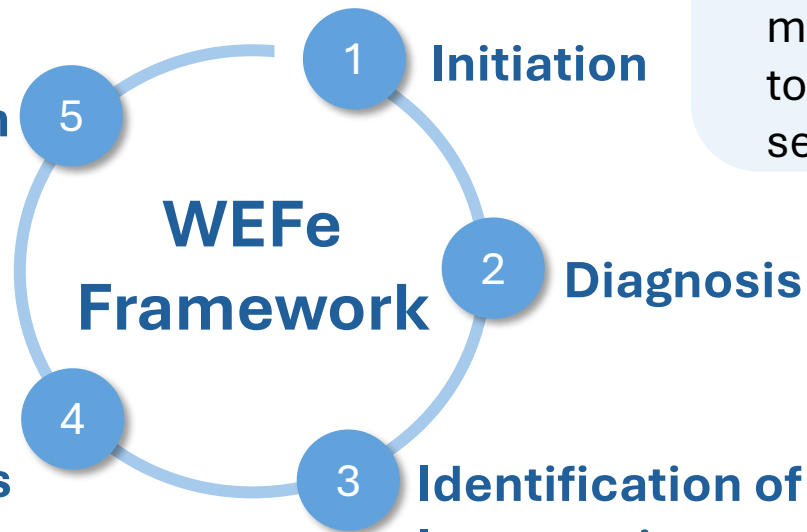 1
Initiation
5
WEFe
Framework
2
Diagnosis
4
3
Identification of